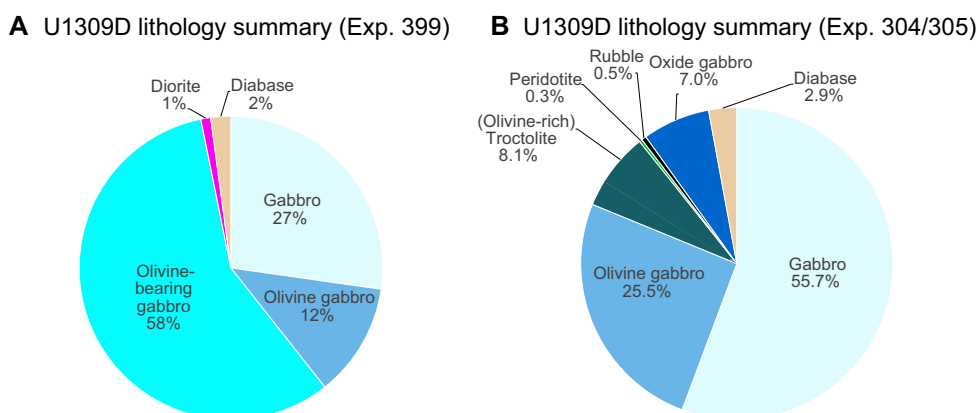 A U1309D lithology summary (Exp. 399)
Diorite
1%
Diabase
2%
Gabbro
27%
Olivine gabbro
12%
Olivine-
bearing
gabbro
58%
B U1309D lithology summary (Exp. 304/305)
Rubble
0.5%
Oxide gabbro
7.0%
Peridotite
0.3%
Diabase
2.9%
(Olivine-rich)
Troctolite
8.1%
Olivine gabbro
25.5%
Gabbro
55.7%